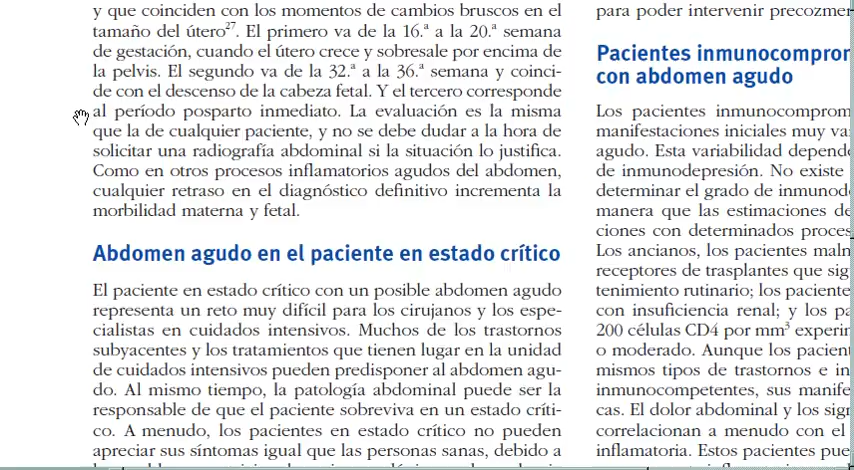 y que coinciden con los momentos de cambios bruscos en el
tamaño del útero27. El primero va de la 16.ª a la 20.ª semana
de gestación, cuando el útero crece y sobresale por encima de
la pelvis. El segundo va de la 32.ª a la 36.ª semana y coinci-
de con el descenso de la cabeza fetal. Y el tercero corresponde
al período posparto inmediato. La evaluación es la misma
que la de cualquier paciente, y no se debe dudar a la hora de
solicitar una radiografía abdominal si la situación lo justifica.
Como en otros procesos inflamatorios agudos del abdomen,
cualquier retraso en el diagnóstico definitivo incrementa la
morbilidad materna y fetal.
Abdomen agudo en el paciente en estado crítico
El paciente en estado crítico con un posible abdomen agudo
representa un reto muy difícil para los cirujanos y los espe-
cialistas en cuidados intensivos. Muchos de los trastornos
subyacentes y los tratamientos que tienen lugar en la unidad
de cuidados intensivos pueden predisponer al abdomen agu-
do. Al mismo tiempo, la patología abdominal puede ser la
responsable de que el paciente sobreviva en un estado críti-
co. A menudo, los pacientes en estado crítico no pueden
apreciar sus síntomas igual que las personas sanas, debido a
para poder intervenir precozmen
Pacientes inmunocompror
con abdomen agudo
Los pacientes inmunocomprom
manifestaciones iniciales muy va
agudo. Esta variabilidad depende
de inmunodepresión. No existe
determinar el grado de inmunode
manera que las estimaciones de
ciones con determinados proces
Los ancianos, los pacientes maln
receptores de trasplantes que sig
tenimiento rutinario; los paciente
con insuficiencia renal; y los pa
200 células CD4 por mm3 experin
o moderado. Aunque los pacient
mismos tipos de trastornos e in
inmunocompetentes, sus manife
cas. El dolor abdominal y los sign
correlacionan a menudo con el
inflamatoria. Estos pacientes pue